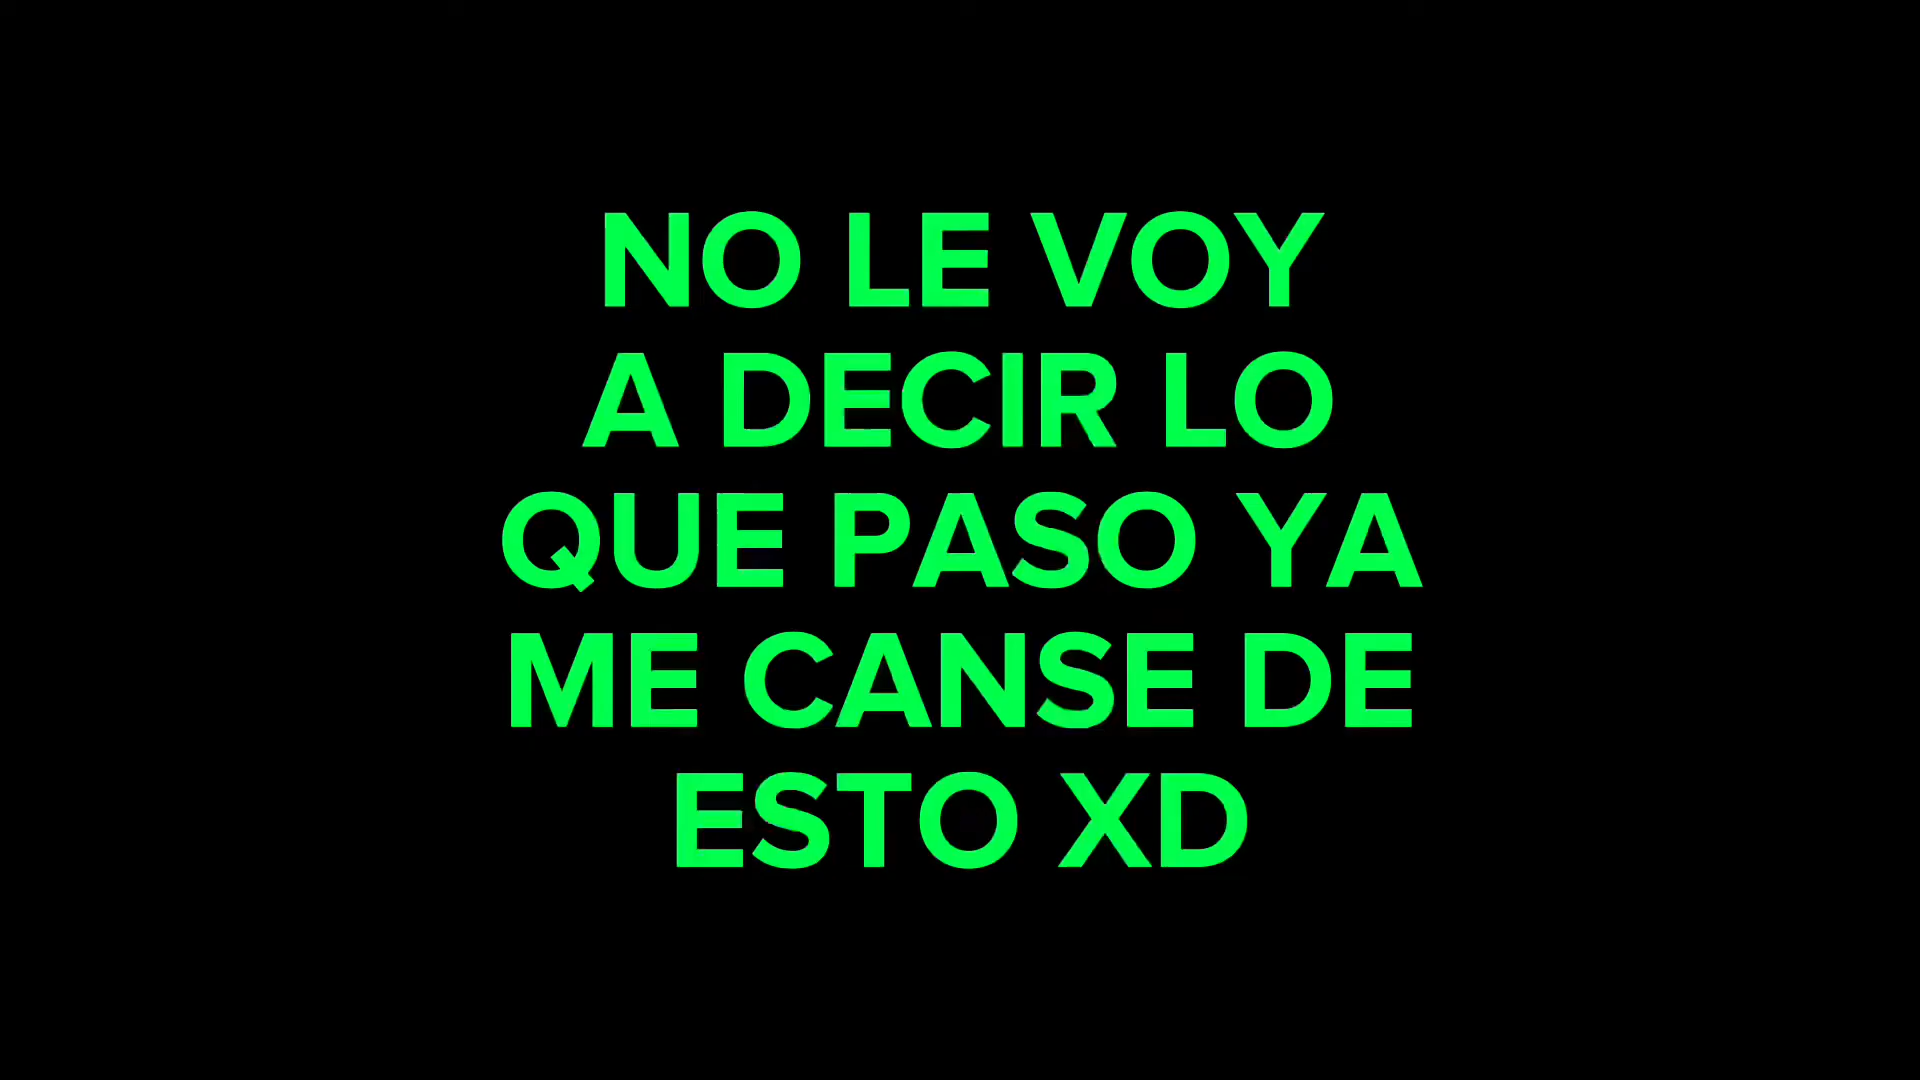 NO LE VOY
A DECIR LO
QUE PASO YA
ME CANSE DE
ESTO XD